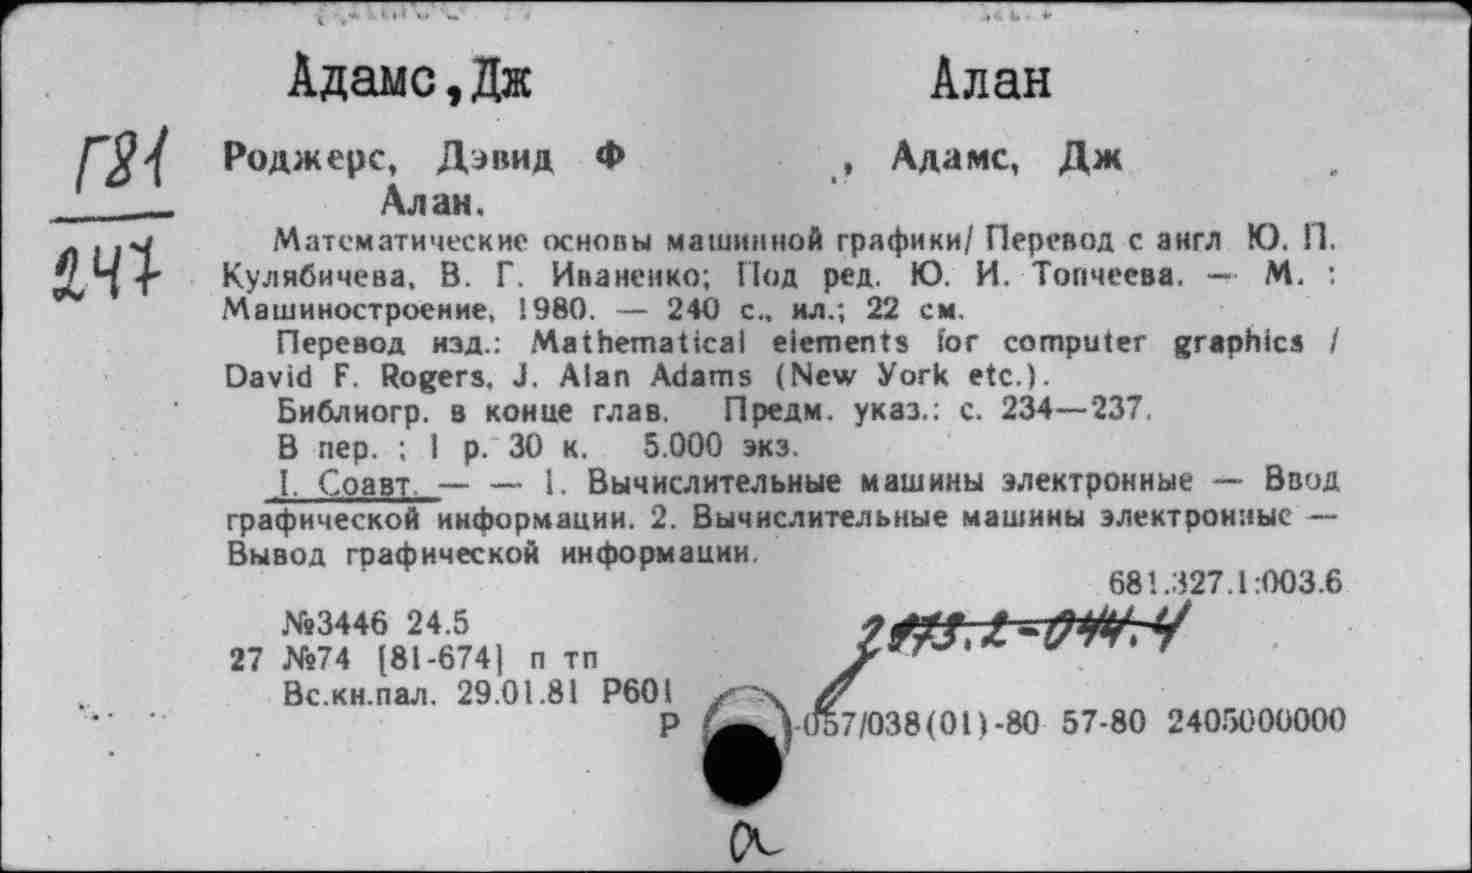 Адамс,Дж Алан
Г81
247
Роджерс, Дэвид Ф , Адамс, Дж
Алан.
Математические основы машинной графики/ Перевод с англ Ю. П.
Кулябичева, В. Г. Иваненко; Под ред. Ю. И. Топчеева. — М. :
Машиностроение, 1980. — 240 с., ил.; 22 см.
Перевод изд.: Mathematical elements for computer graphics /
David F. Rogers, J. Alan Adams (New York etc.).
Библиогр. в конце глав. Предм. указ.: с. 234—237.
В пер. ; 1 р. 30 к. 5.000 экз.
I. Соавт. — — 1. Вычислительные машины электронные — Ввод
графической информации. 2. Вычислительные машины электронные —
Вывод графической информации.
681.327.1:003.6
№3446 24.5
27 №74 [81-674] п тп
Вс.кн.пал. 29.01.81 Р601
Р -057/038(01)-80 57-80 2405000000